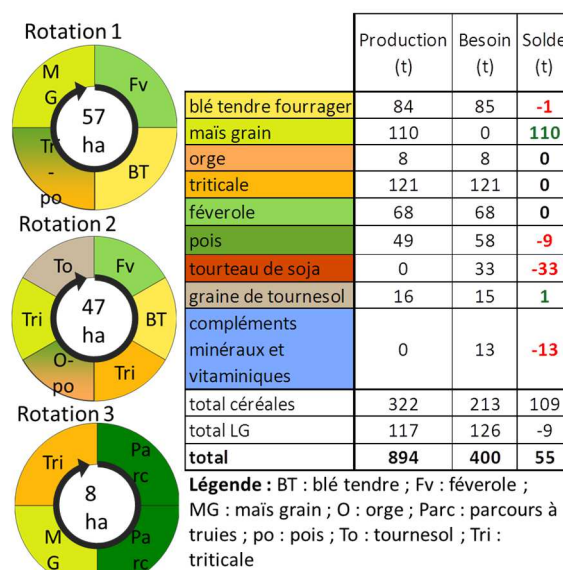 Rotation 1
M
G
Fv
57
ha
Tri
-
po
BT
Rotation 2
To
Fv
Tri
47
ha
BT
O-
po
Tri
Rotation 3
Tri
Pa
rc
8
ha
M
G
Pa
rc
Production (t) Besoin (t) Solde (t)
blé tendre fourrager 84 85 -1
maïs grain 110 0 110
orge 8 8 0
triticale 121 121 0
féverole 68 68 0
pois 49 58 -9
tourteau de soja 0 33 -33
graine de tournesol 16 15 1
compléments
minéraux et
vitaminiques 0 13 -13
total céréales 322 213 109
total LG 117 126 -9
total 894 400 55
Légende : BT : blé tendre ; Fv : féverole ;
MG : maïs grain ; O : orge ; Parc : parcours à
truies ; po : pois ; To : tournesol ; Tri :
triticale